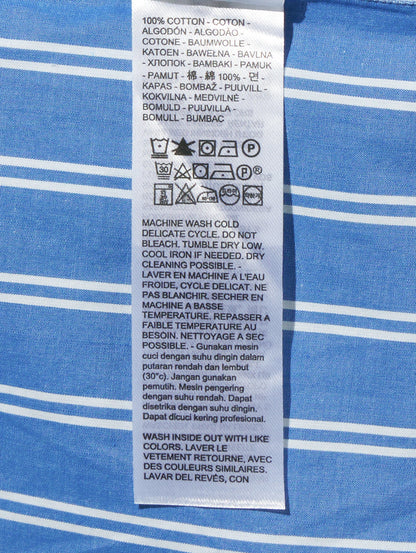 100% COTTON - COTON -
ALGODÓN - ALGODAO -
COTONE - BAUMWOLLE -
KATOEN - BAWEŁNA - BAVLNA
- ХЛОПОК - BAMBAKI - PAMUK
- PAMUT - 棉 - 綿 100% - 면 -
KAPAS - BOMBAŽ - PUUVILL -
KOKVILNA - MEDVILNĖ -
BOMULD - PUUVILLA -
BOMULL - BUMBAC
P
30 P
MACHINE WASH COLD
DELICATE CYCLE. DO NOT
BLEACH. TUMBLE DRY LOW.
COOL IRON IF NEEDED. DRY
CLEANING POSSIBLE. -
LAVER EN MACHINE A L'EAU
FROIDE, CYCLE DELICAT. NE
PAS BLANCHIR. SECHER EN
MACHINE A BASSE
TEMPERATURE. REPASSER A
FAIBLE TEMPERATURE AU
BESOIN. NETTOYAGE A SEC
POSSIBLE. - Gunakan mesin
cuci dengan suhu dingin dalam
putaran rendah dan lembut
(30°c). Jangan gunakan
pemutih. Mesin pengering
dengan suhu rendah. Dapat
disetrika dengan suhu dingin.
Dapat dicuci kering profesional.
WASH INSIDE OUT WITH LIKE
COLORS. LAVER LE
VETEMENT RETOURNE, AVEC
DES COULEURS SIMILAIRES.
LAVAR DEL REVÉS, CON